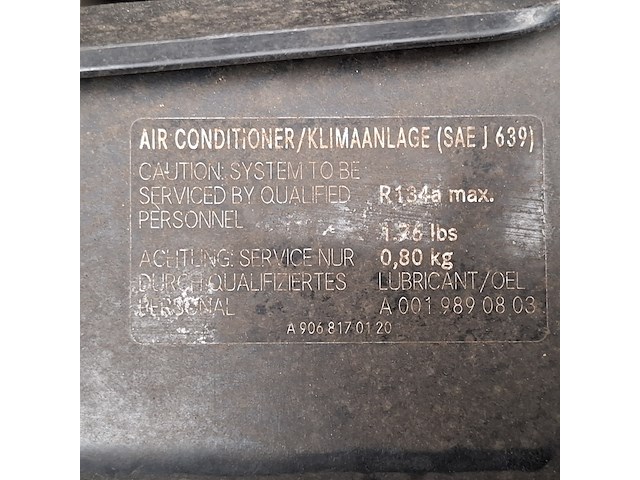 AIR CONDITIONER/KLIMAANLAGE (SAE J 639)
CAUTION: SYSTEM TO BE
SERVICED BY QUALIFIED R134a max.
PERSONNEL
1.76 lbs
ACHTUNG: SERVICE NUR 0,80 kg
DURCH QUALIFIZIERTES LUBRICANT/OEL
PERSONAL A 001 989 08 03
A 906 817 01 20